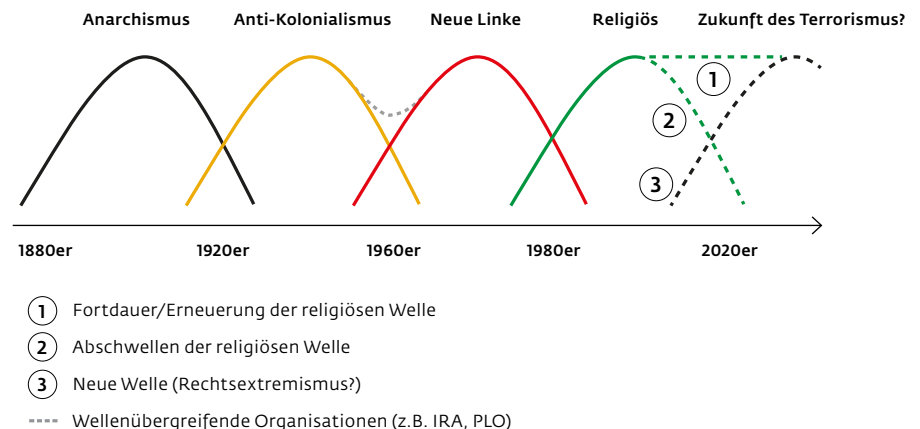 Anarchismus
Anti-Kolonialismus
Neue Linke
Religiös
Zukunft des Terrorismus?
1
2
3
1880er
1920er
1960er
1980er
2020er
1 Fortdauer/Erneuerung der religiösen Welle
2 Abschwellen der religiösen Welle
3 Neue Welle (Rechtsextremismus?)
Wellenübergreifende Organisationen (z.B. IRA, PLO)